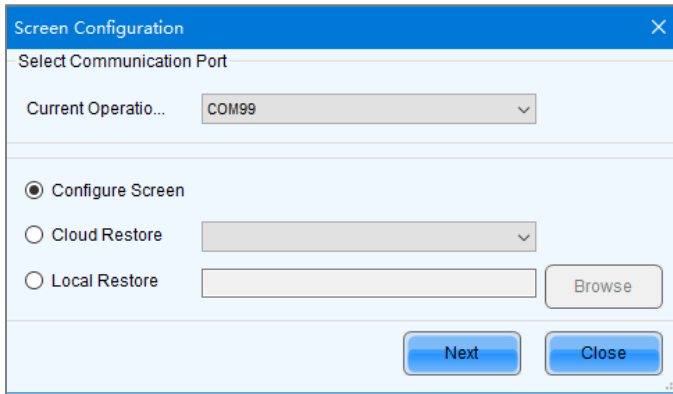 Screen Configuration
Select Communication Port
Current Operatio... COM99
Configure Screen
Cloud Restore
Local Restore Browse
Next Close